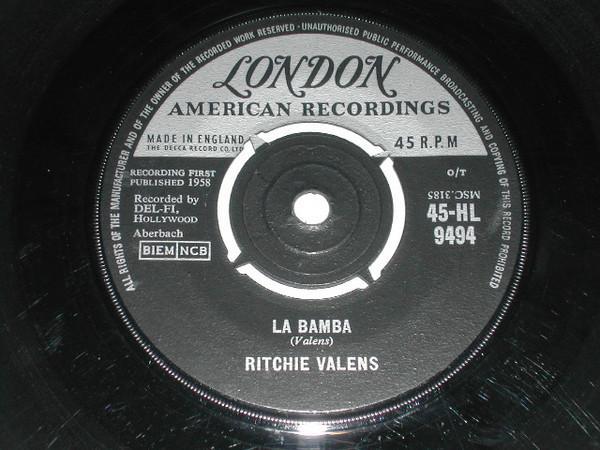 ALL RIGHTS OF THE MANUFACTURER AND OF THE OWNER OF THE RECORDED WORK RESERVED · UNAUTHORISED PUBLIC PERFORMANCE BROADCASTING AND COPYING OF THIS RECORD PROHIBITED
LONDON
AMERICAN RECORDINGS
MADE IN ENGLAND
THE DECCA RECORD CO. LTD
45 R.P.M
RECORDING FIRST
PUBLISHED 1958
Recorded by
DEL-FI,
HOLLYWOOD
Aberbach
BIEM NCB
O/T
MSC.3185
45-HL
9494
LA BAMBA
(Valens)
RITCHIE VALENS